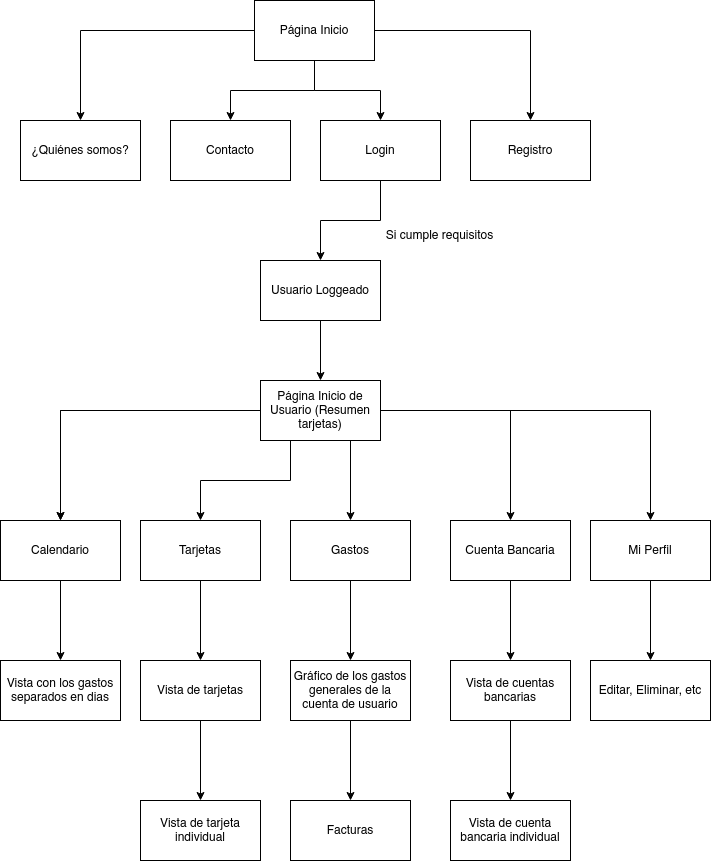 Página Inicio
¿Quiénes somos?
Contacto
Login
Registro
Si cumple requisitos
Usuario Loggeado
Página Inicio de
Usuario (Resumen
tarjetas)
Calendario
Tarjetas
Gastos
Cuenta Bancaria
Mi Perfil
Vista con los gastos
separados en dias
Vista de tarjetas
Gráfico de los gastos
generales de la
cuenta de usuario
Vista de cuentas
bancarias
Editar, Eliminar, etc
Vista de tarjeta
individual
Facturas
Vista de cuenta
bancaria individual